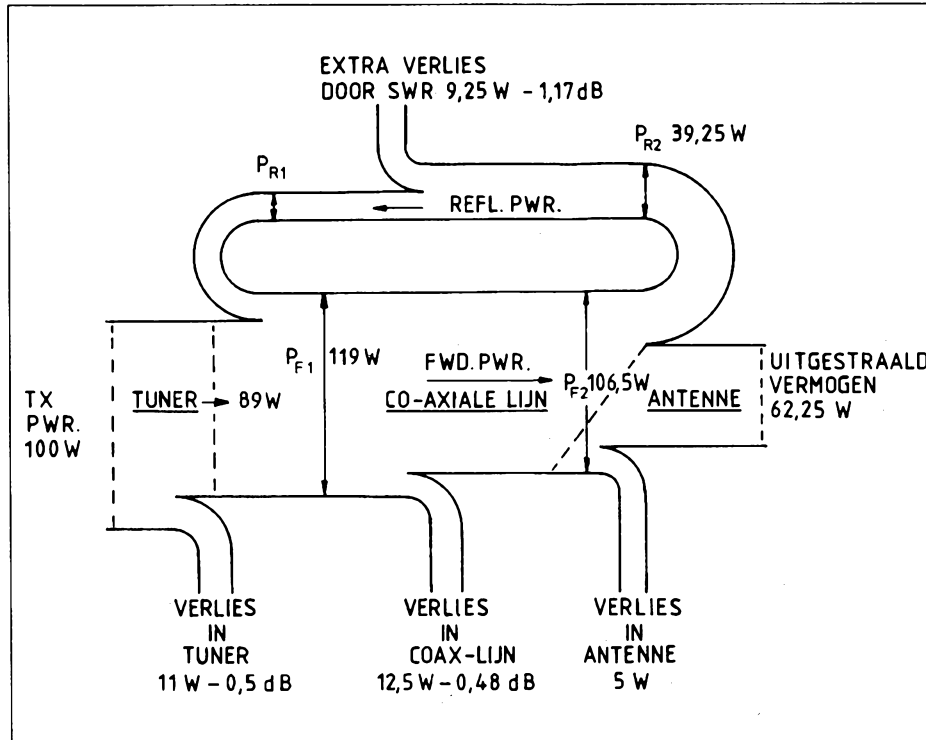 EXTRA VERLIES
DOOR SWR 9,25 W – 1,17 dB
P_R2 39,25 W
P_R1
REFL. PWR.
P_F1 119 W
FWD. PWR.
P_F2 106,5W
CO-AXIALE LIJN
TX
PWR.
100 W
TUNER
89 W
ANTENNE
UITGESTRAALD
VERMOGEN
62,25 W
VERLIES
IN
TUNER
11 W – 0,5 dB
VERLIES
IN
COAX-LIJN
12,5 W – 0,48 dB
VERLIES
IN
ANTENNE
5 W